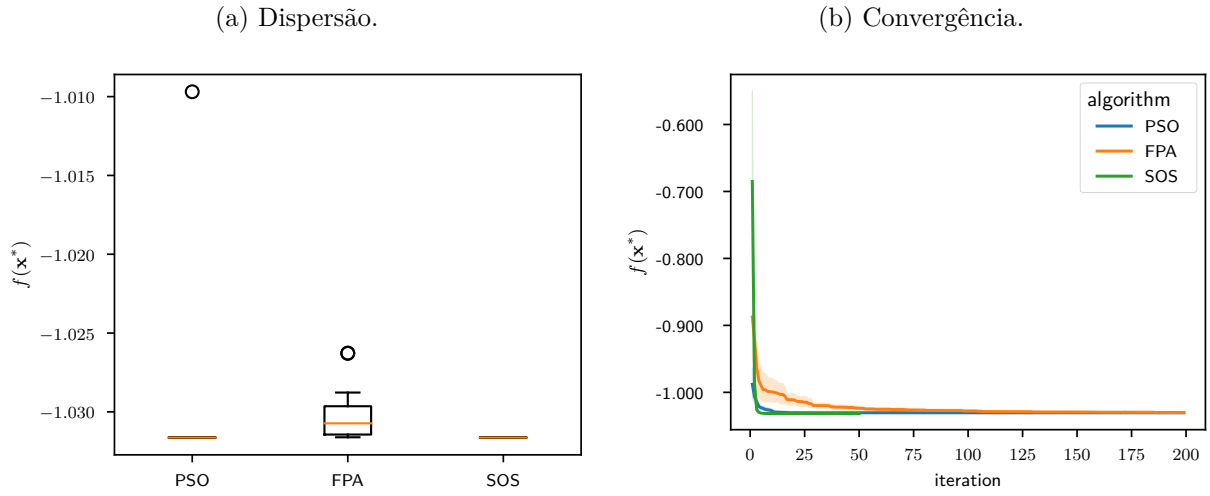 (a) Dispersão.
−1.010
−1.015
−1.020
−1.025
−1.030
f(x*)
PSO FPA SOS
(b) Convergência.
-0.600
-0.700
-0.800
-0.900
-1.000
f(x*)
algorithm
PSO
FPA
SOS
0 25 50 75 100 125 150 175 200
iteration